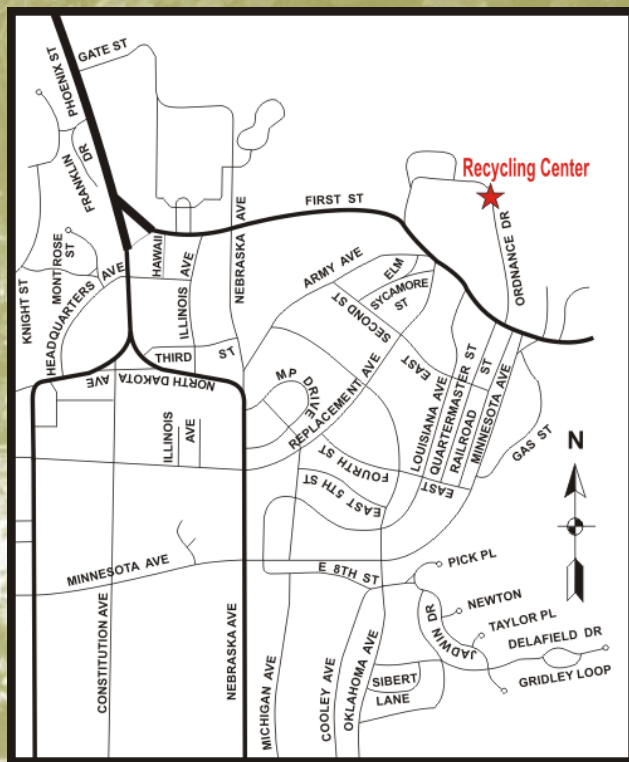 GATE ST
PHOENIX ST
FRANKLIN DR
Recycling Center
FIRST ST
NEBRASKA AVE
ORDNANCE DR
HAWAII
ILLINOIS AVE
MONTROSE ST
KNIGHT ST
HEADQUARTERS AVE
ARMY AVE
ELM
SYCAMORE ST
SECOND ST
EAST
THIRD ST
NORTH DAKOTA AVE
MP DRIVE
REPLACEMENT AVE
LOUISIANA AVE
QUARTERMASTER ST
RAILROAD ST
MINNESOTA AVE
GAS ST
ILLINOIS AVE
FOURTH ST
EAST
EAST 5TH ST
N
MINNESOTA AVE
E 8TH ST
PICK PL
NEWTON
TAYLOR PL
JADWIN DR
DELAFIELD DR
GRIDLEY LOOP
SIBERT LANE
CONSTITUTION AVE
NEBRASKA AVE
MICHIGAN AVE
COOLEY AVE
OKLAHOMA AVE